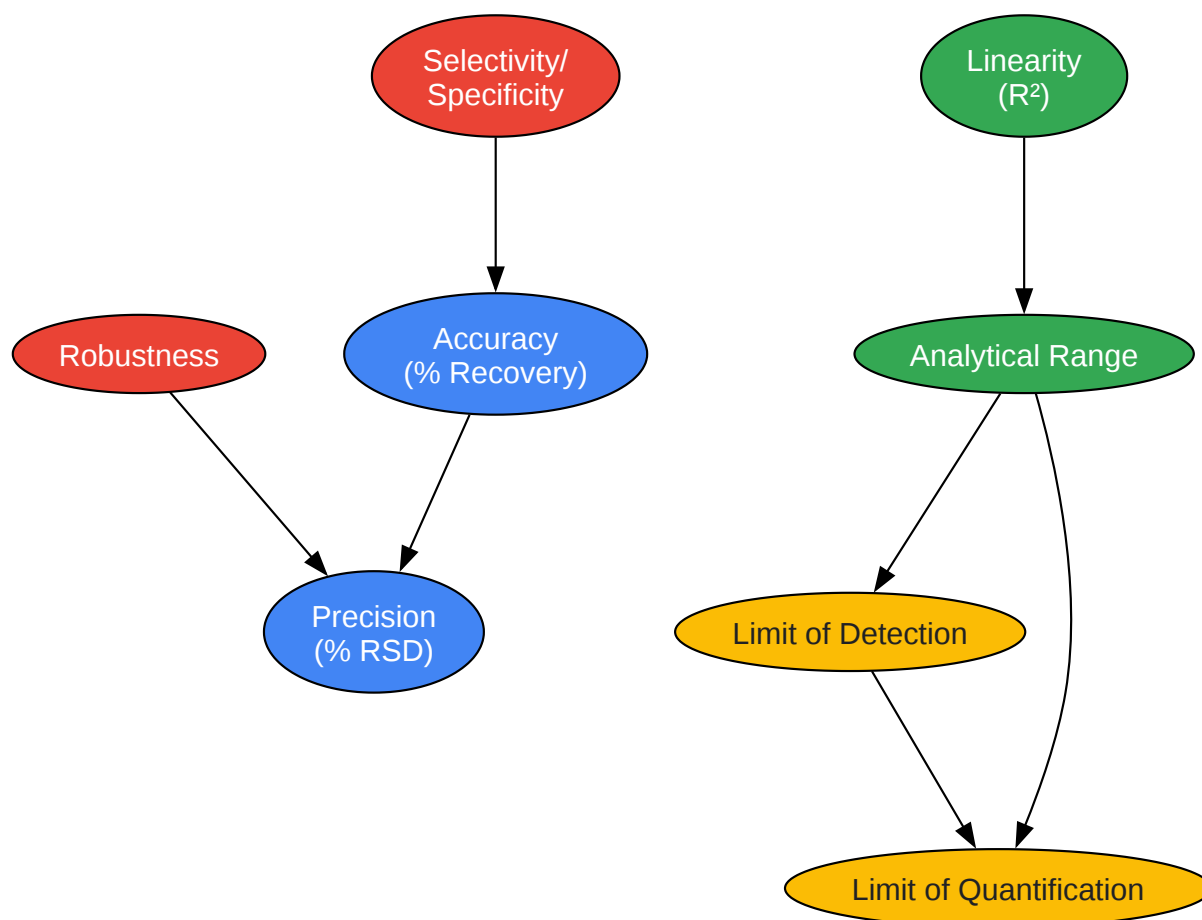 Selectivity/
Specificity
Linearity
(R²)
Robustness
Accuracy
(% Recovery)
Analytical Range
Precision
(% RSD)
Limit of Detection
Limit of Quantification